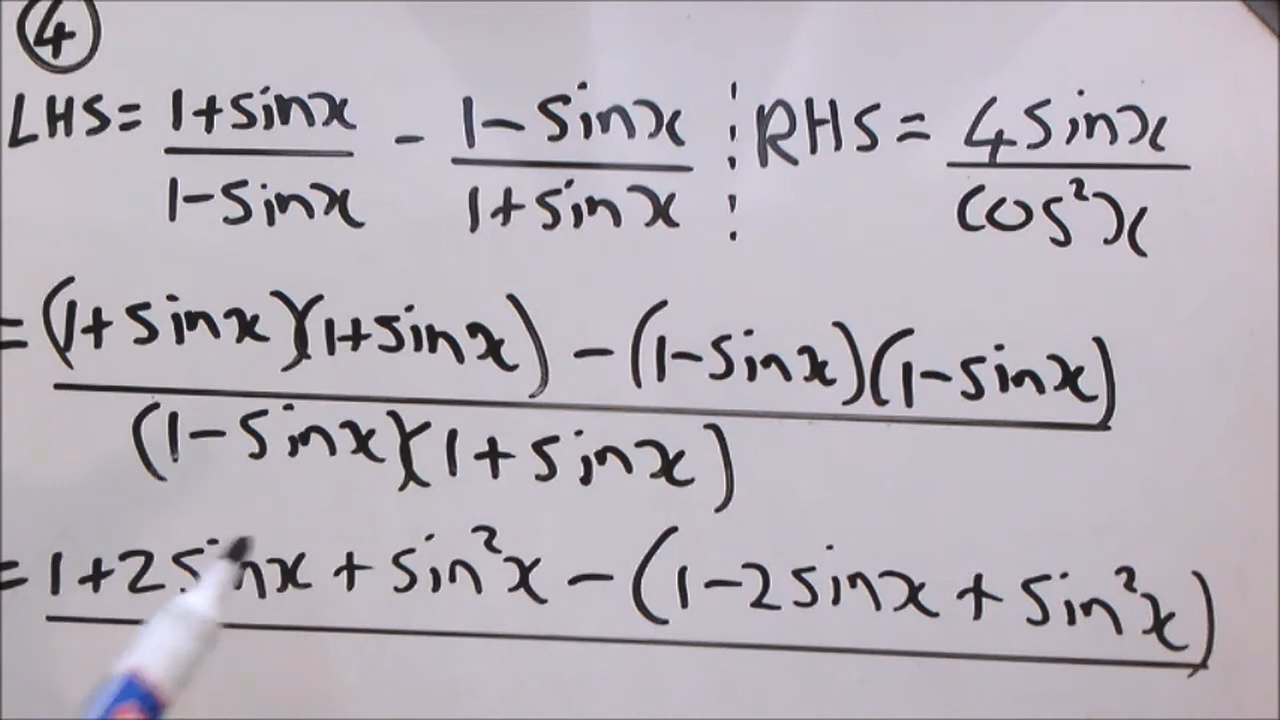 4
LHS = 1+sinx / 1-sinx - 1-sinx / 1+sinx ⋮ RHS = 4sinx / cos²x
= (1+sinx)(1+sinx) - (1-sinx)(1-sinx)
(1-sinx)(1+sinx)
= 1+2sinx + sin²x - (1-2sinx + sin²x)